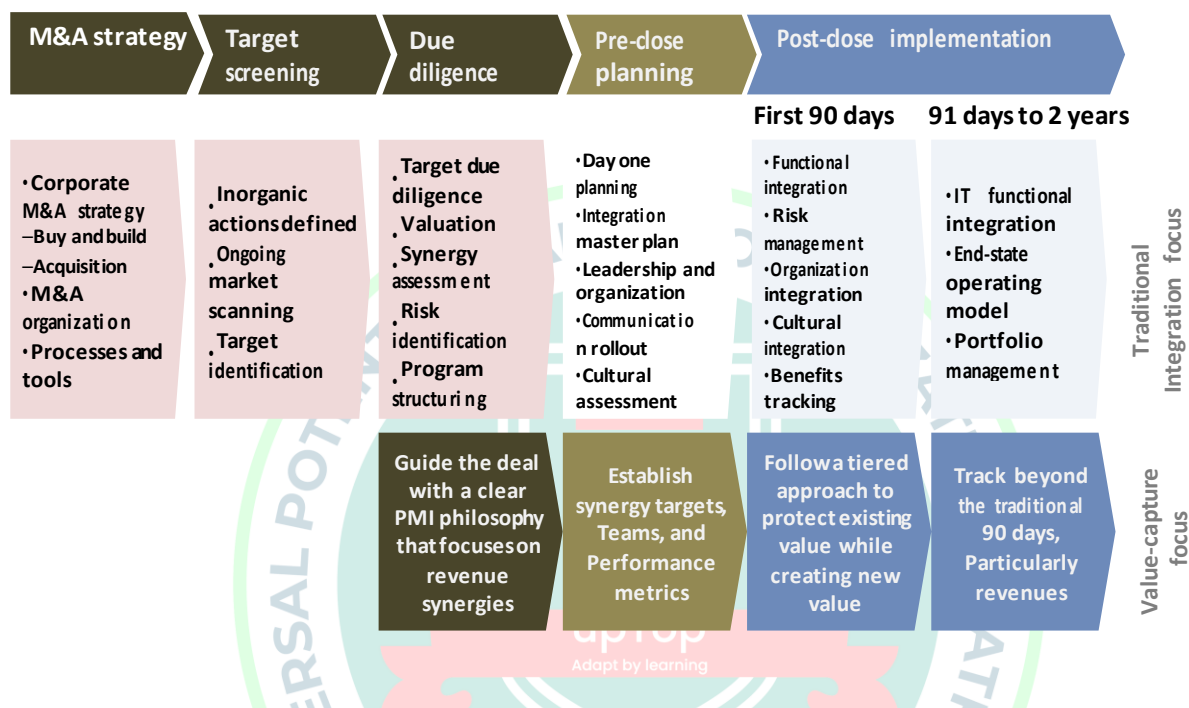 M&A strategy
Target
screening
Due
diligence
Pre-dose
planning
Post-dose implementation
First 90 days
91 days to 2 years
•Corporate
M&A strategy
–Buy and build
–Acquisition
•M&A
organization
•Processes and
tools
•Inorganic
actions defined
•Ongoing
market
scanning
•Target
identification
•Target due
diligence
•Valuation
•Synergy
assessment
•Risk
identification
•Program
structuring
•Day one
planning
•Integration
master plan
•Leadership and
organization
•Communicatio
n rollout
•Cultural
assessment
•Functional
integration
•Risk
management
•Organization
integration
•Cultural
integration
•Benefits
tracking
•IT functional
integration
•End-state
operating
model
•Portfolio
management
Traditional
Integration focus
Guide the deal
with a clear
PMI philosophy
that focuses on
revenue
synergies
Establish
synergy targets,
Teams, and
Performance
metrics
Follow a tiered
approach to
protect existing
value while
creating new
value
Track beyond
the traditional
90 days,
Particularly
revenues
Value-capture
focus
Adapt by learning